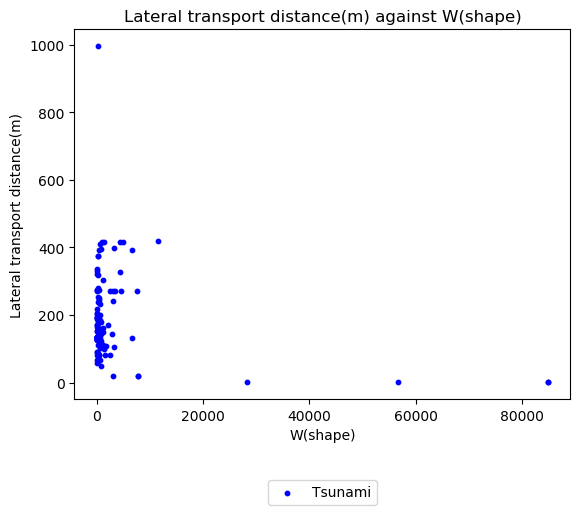 Lateral transport distance(m) against W(shape)
1000
800
600
400
200
0
Lateral transport distance(m)
0 20000 40000 60000 80000
W(shape)
Tsunami